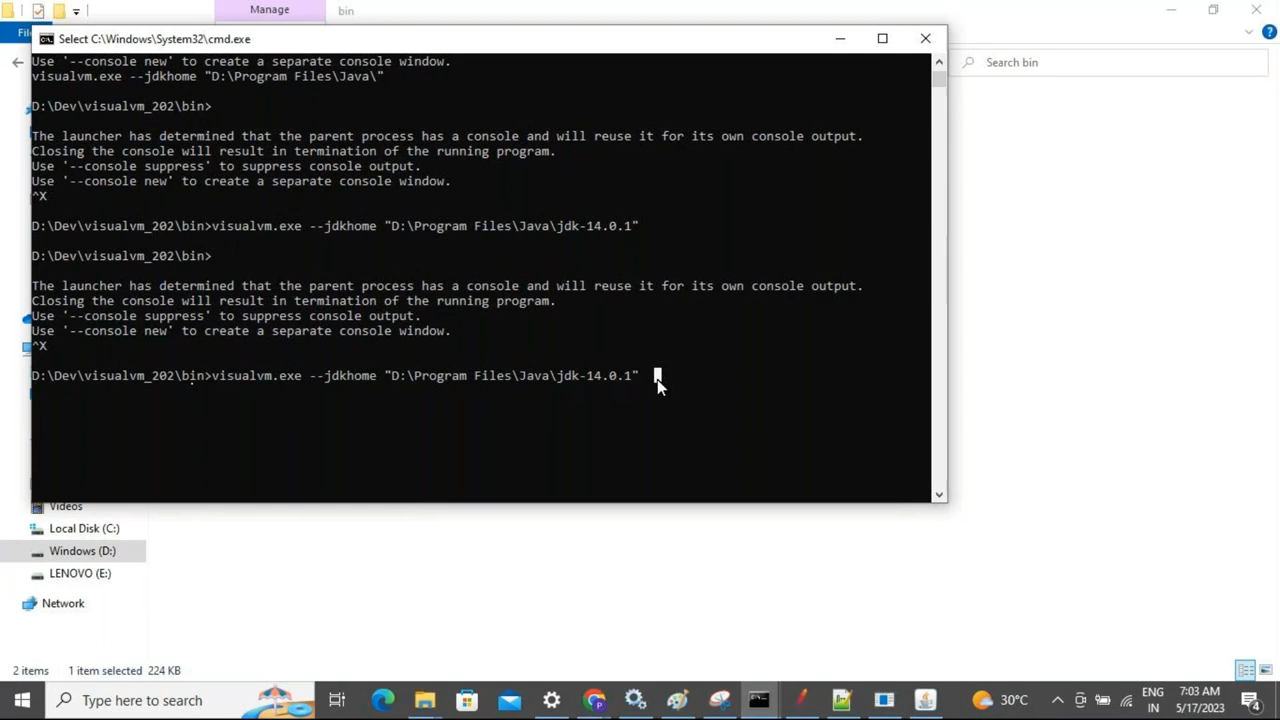 Manage
bin
Select C:\Windows\System32\cmd.exe
Use '--console new' to create a separate console window.
visualvm.exe --jdkhome "D:\Program Files\Java\"
D:\Dev\visualvm_202\bin>
The launcher has determined that the parent process has a console and will reuse it for its own console output.
Closing the console will result in termination of the running program.
Use '--console suppress' to suppress console output.
Use '--console new' to create a separate console window.
^X
D:\Dev\visualvm_202\bin>visualvm.exe --jdkhome "D:\Program Files\Java\jdk-14.0.1"
D:\Dev\visualvm_202\bin>
The launcher has determined that the parent process has a console and will reuse it for its own console output.
Closing the console will result in termination of the running program.
Use '--console suppress' to suppress console output.
Use '--console new' to create a separate console window.
^X
D:\Dev\visualvm_202\bin>visualvm.exe --jdkhome "D:\Program Files\Java\jdk-14.0.1"
Search bin
Videos
Local Disk (C:)
Windows (D:)
LENOVO (E:)
Network
2 items 1 item selected 224 KB
Type here to search
30°C
ENG
IN
7:03 AM
5/17/2023
4